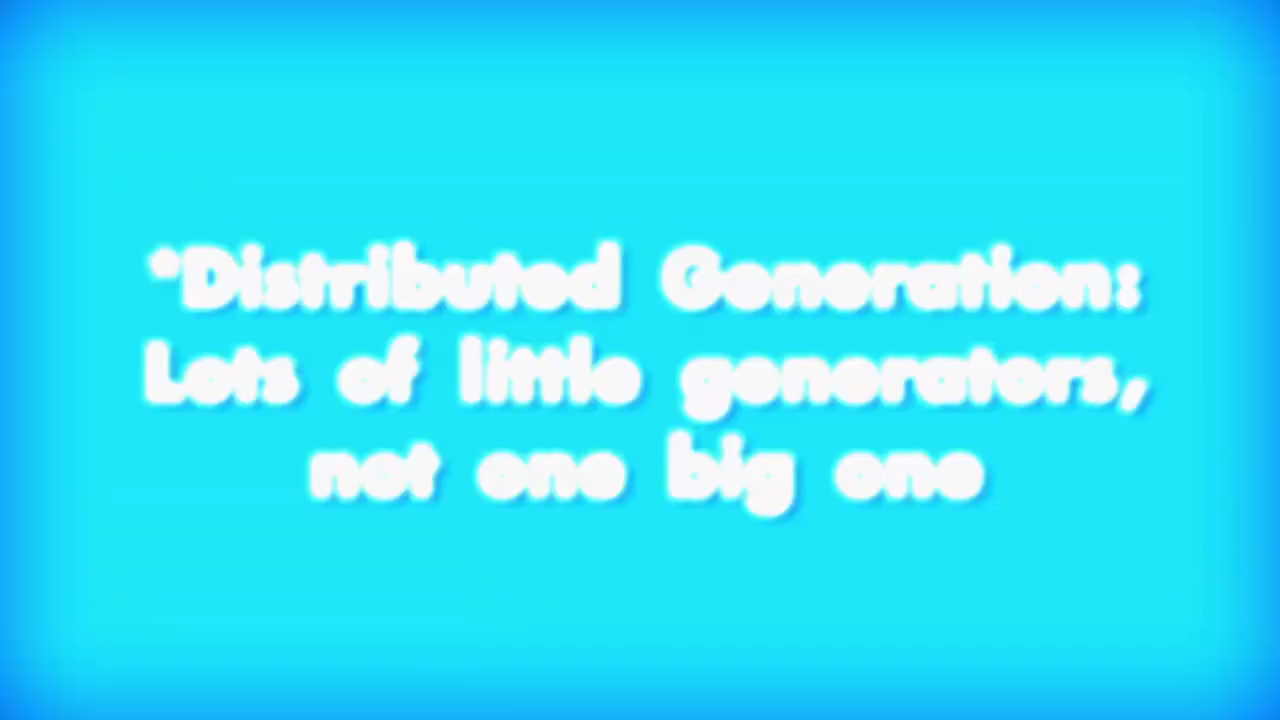 *Distributed Generation:
Lots of little generators,
not one big one